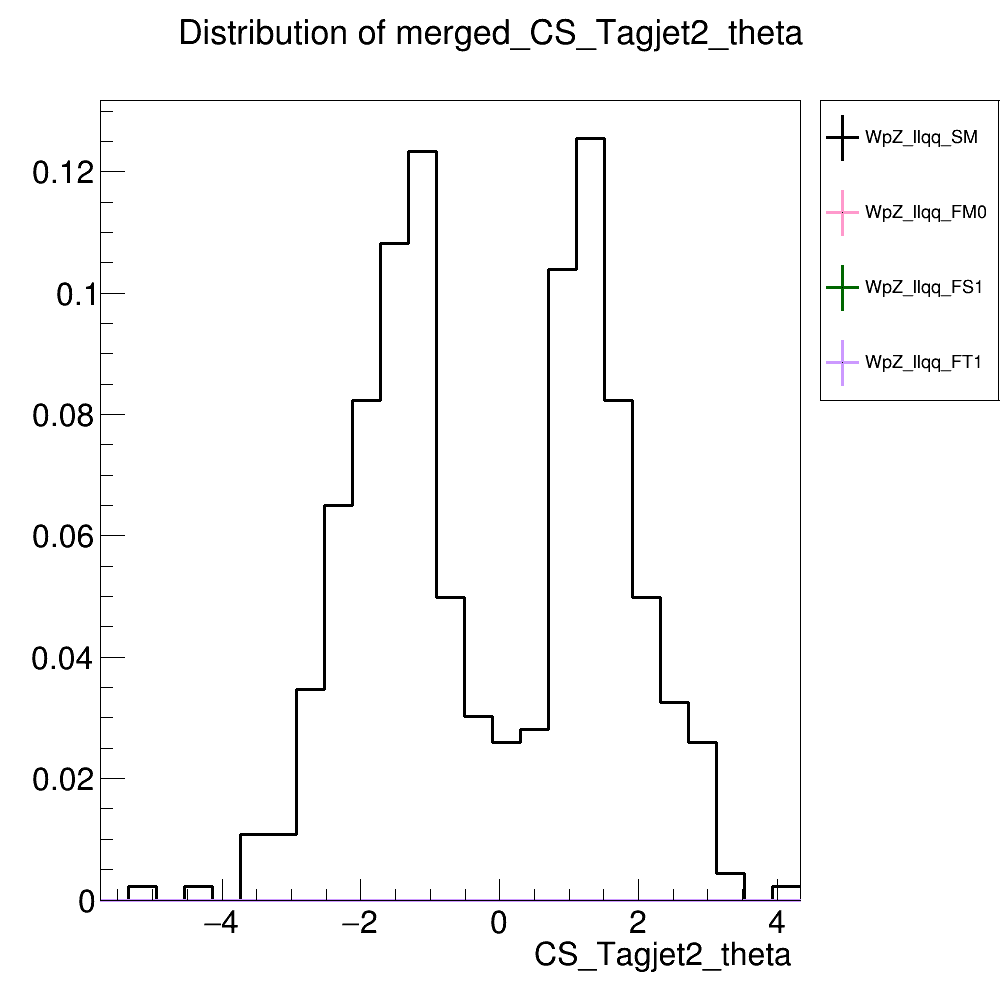 Distribution of merged_CS_Tagjet2_theta
WpZ_llqq_SM
WpZ_llqq_FM0
WpZ_llqq_FS1
WpZ_llqq_FT1
0.12
0.1
0.08
0.06
0.04
0.02
0
−4 −2 0 2 4
CS_Tagjet2_theta